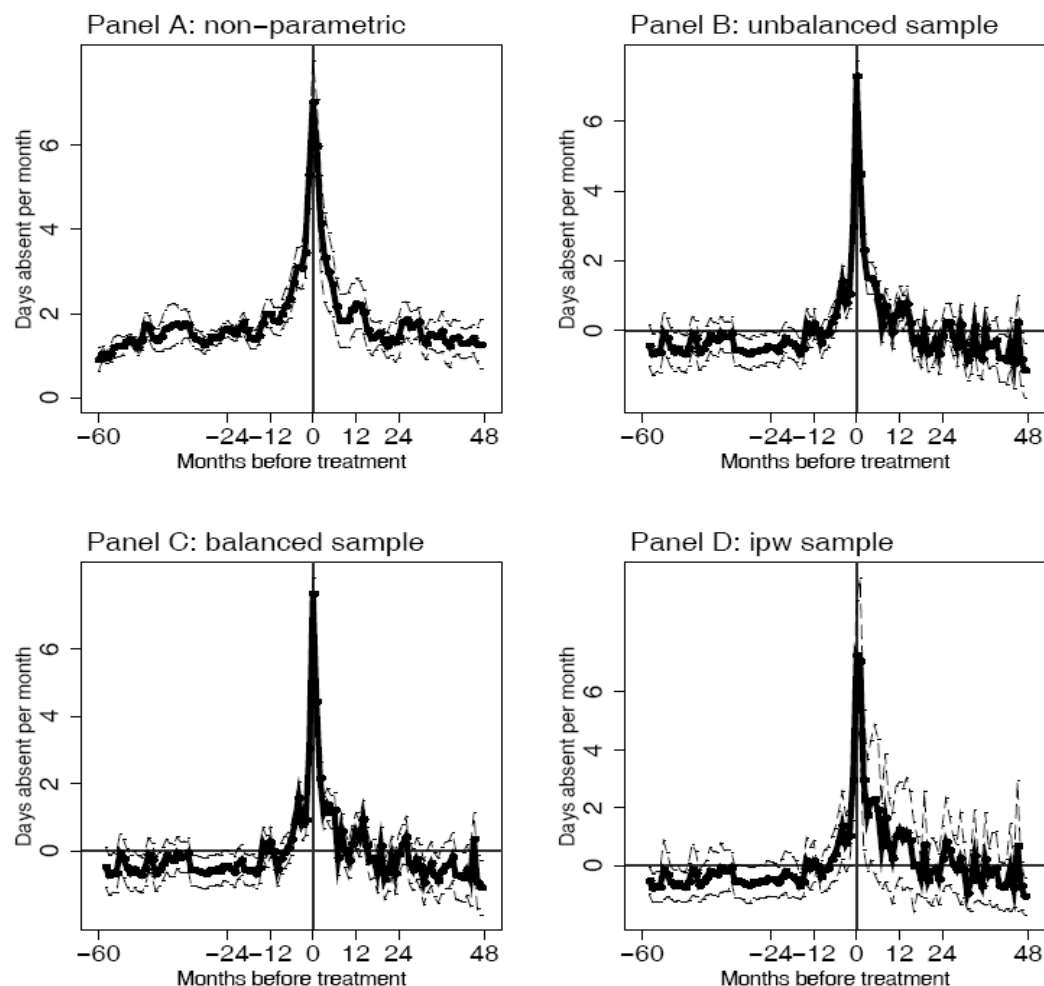 Panel A: non-parametric
Days absent per month
6
4
2
0
-60 -24 -12 0 12 24 48
Months before treatment
Panel B: unbalanced sample
Days absent per month
6
4
2
0
-60 -24 -12 0 12 24 48
Months before treatment
Panel C: balanced sample
Days absent per month
6
4
2
0
-60 -24 -12 0 12 24 48
Months before treatment
Panel D: ipw sample
Days absent per month
6
4
2
0
-60 -24 -12 0 12 24 48
Months before treatment